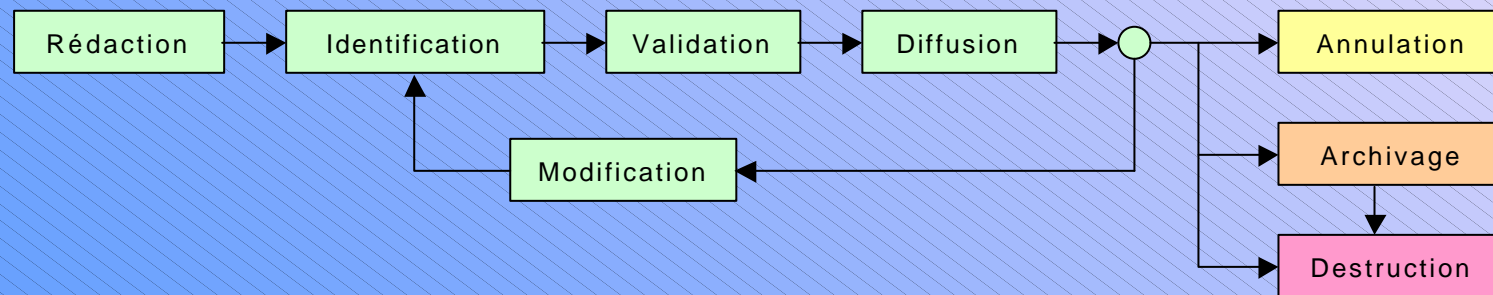 Rédaction
Identification
Validation
Diffusion
Annulation
Modification
Archivage
Destruction